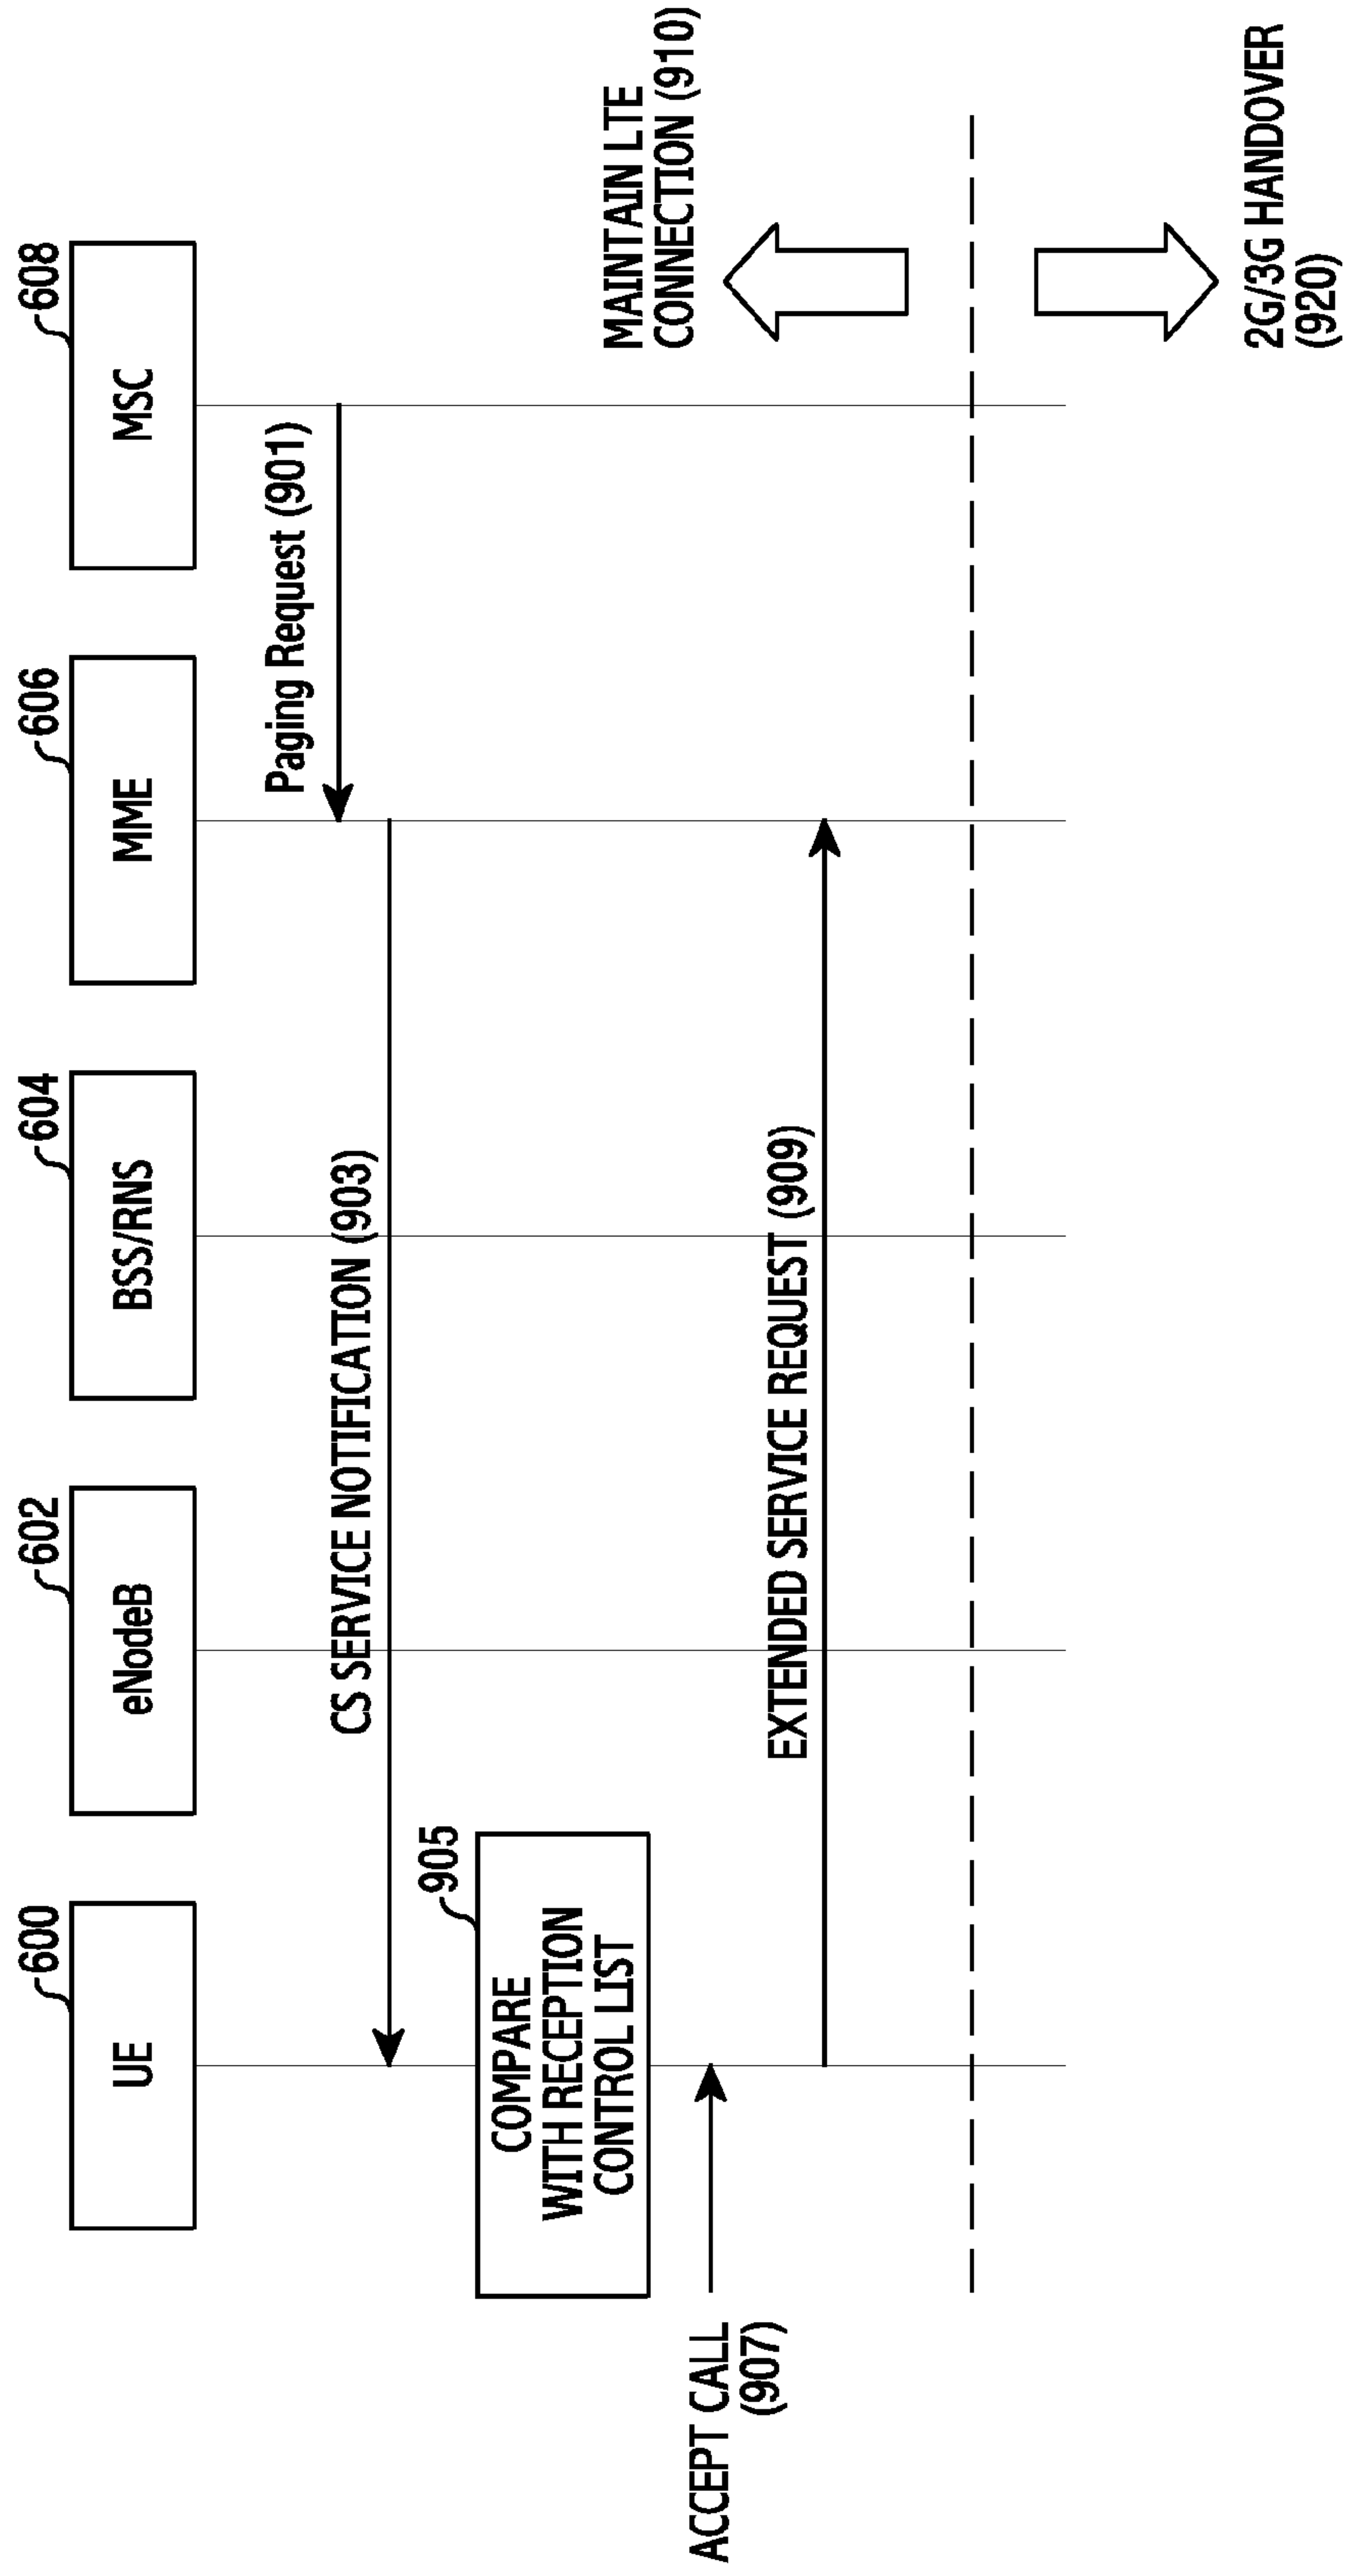 600
602
604
606
608
UE
eNodeB
BSS/RNS
MME
MSC
Paging Request (901)
CS SERVICE NOTIFICATION (903)
905
COMPARE
WITH RECEPTION
CONTROL LIST
ACCEPT CALL
(907)
EXTENDED SERVICE REQUEST (909)
MAINTAIN LTE
CONNECTION (910)
2G/3G HANDOVER
(920)